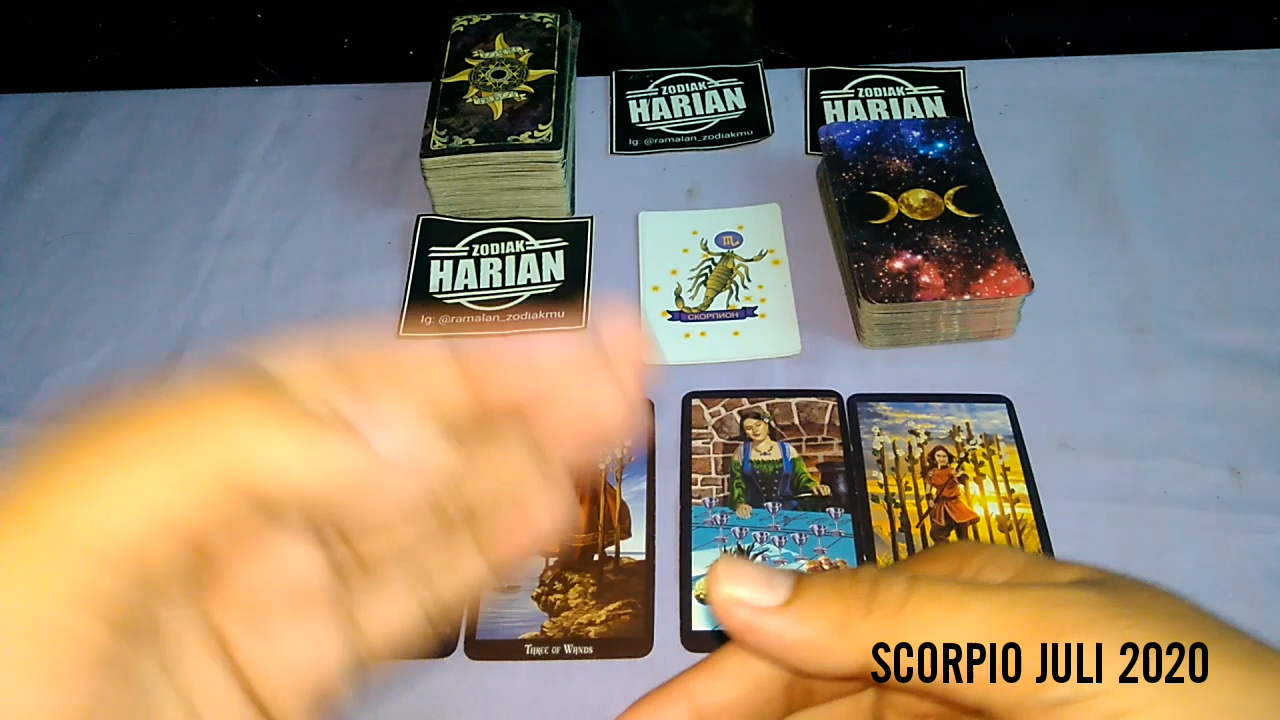 ZODIAK
HARIAN
Ig: @ramalan_zodiakmu
ZODIAK
HARIAN
ZODIAK
HARIAN
Ig: @ramalan_zodiakmu
♏
СКОРПИОН
THREE OF WANDS
SCORPIO JULI 2020